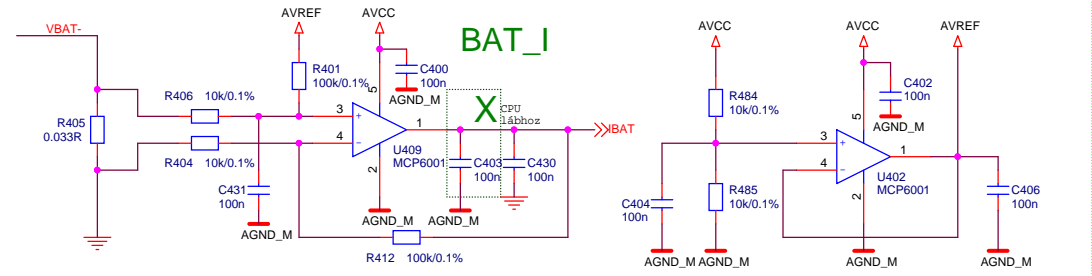 AVREF
AVCC
BAT_I
AVCC
AVCC
AVREF
VBAT-
R401
100k/0.1%
C400
100n
AGND_M
X
CPU
lábhoz
R406 10k/0.1%
R405
0.033R
R404 10k/0.1%
C431
100n
AGND_M
3
4
5
2
1
+
−
U409
MCP6001
AGND_M
C403
100n
AGND_M
C430
100n
IBAT
R412 100k/0.1%
R484
10k/0.1%
R485
10k/0.1%
C404
100n
AGND_M
AGND_M
C402
100n
AGND_M
3
4
5
2
1
+
−
U402
MCP6001
AGND_M
C406
100n
AGND_M